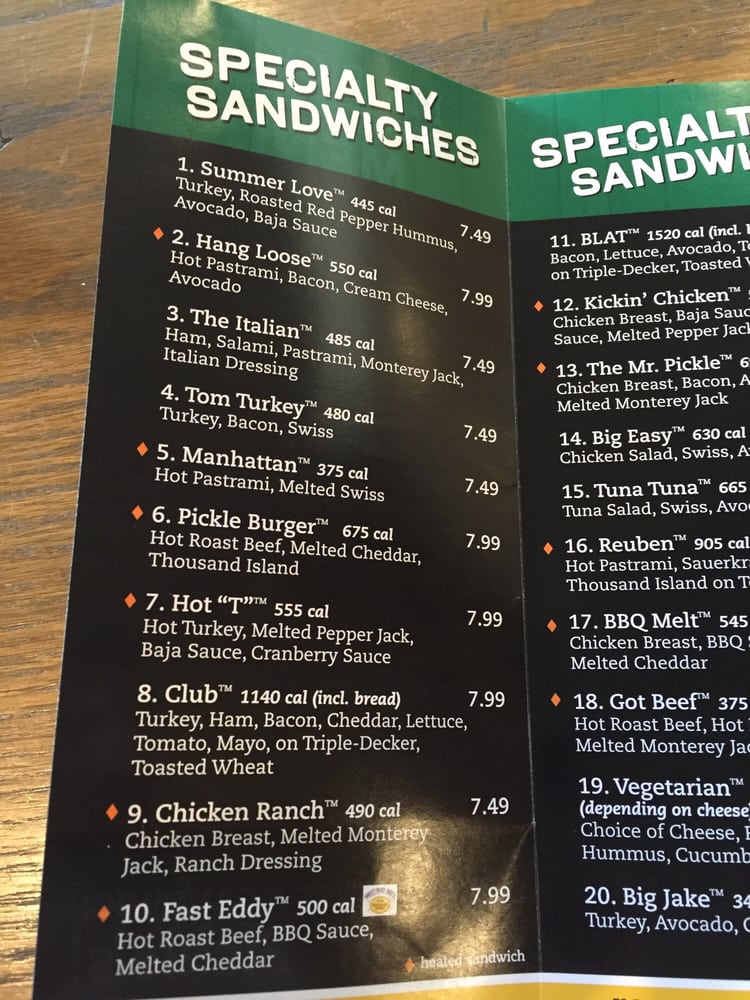 SPECIALTY
SANDWICHES
1. Summer Love™ 445 cal 7.49
Turkey, Roasted Red Pepper Hummus,
Avocado, Baja Sauce
♦ 2. Hang Loose™ 550 cal 7.99
Hot Pastrami, Bacon, Cream Cheese,
Avocado
3. The Italian™ 485 cal 7.49
Ham, Salami, Pastrami, Monterey Jack,
Italian Dressing
4. Tom Turkey™ 480 cal 7.49
Turkey, Bacon, Swiss
♦ 5. Manhattan™ 375 cal 7.49
Hot Pastrami, Melted Swiss
♦ 6. Pickle Burger™ 675 cal 7.99
Hot Roast Beef, Melted Cheddar,
Thousand Island
♦ 7. Hot "T"™ 555 cal 7.99
Hot Turkey, Melted Pepper Jack,
Baja Sauce, Cranberry Sauce
8. Club™ 1140 cal (incl. bread) 7.99
Turkey, Ham, Bacon, Cheddar, Lettuce,
Tomato, Mayo, on Triple-Decker,
Toasted Wheat
♦ 9. Chicken Ranch™ 490 cal 7.49
Chicken Breast, Melted Monterey
Jack, Ranch Dressing
♦ 10. Fast Eddy™ 500 cal 7.99
Hot Roast Beef, BBQ Sauce,
Melted Cheddar
♦ heated sandwich
SPECIALT
SANDWI
11. BLAT™ 1520 cal (incl.
Bacon, Lettuce, Avocado,
on Triple-Decker, Toasted
♦ 12. Kickin' Chicken™
Chicken Breast, Baja Sauc
Sauce, Melted Pepper Jack
♦ 13. The Mr. Pickle™
Chicken Breast, Bacon, A
Melted Monterey Jack
14. Big Easy™ 630 cal
Chicken Salad, Swiss, A
15. Tuna Tuna™ 665
Tuna Salad, Swiss, Avo
♦ 16. Reuben™ 905 cal
Hot Pastrami, Sauerkr
Thousand Island on T
♦ 17. BBQ Melt™ 545
Chicken Breast, BBQ
Melted Cheddar
♦ 18. Got Beef™ 375
Hot Roast Beef, Hot
Melted Monterey Ja
19. Vegetarian™
(depending on cheese
Choice of Cheese,
Hummus, Cucumb
20. Big Jake™ 34
Turkey, Avocado,